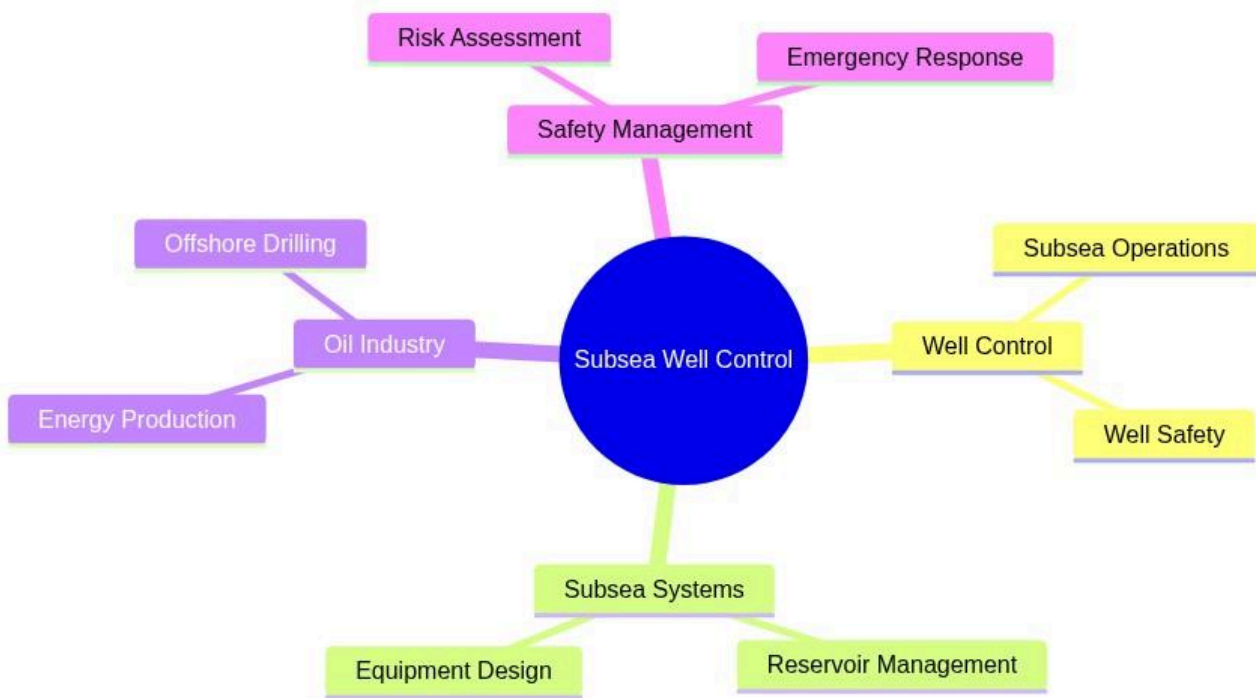 Risk Assessment
Emergency Response
Safety Management
Offshore Drilling
Subsea Operations
Oil Industry
Subsea Well Control
Well Control
Energy Production
Well Safety
Subsea Systems
Equipment Design
Reservoir Management